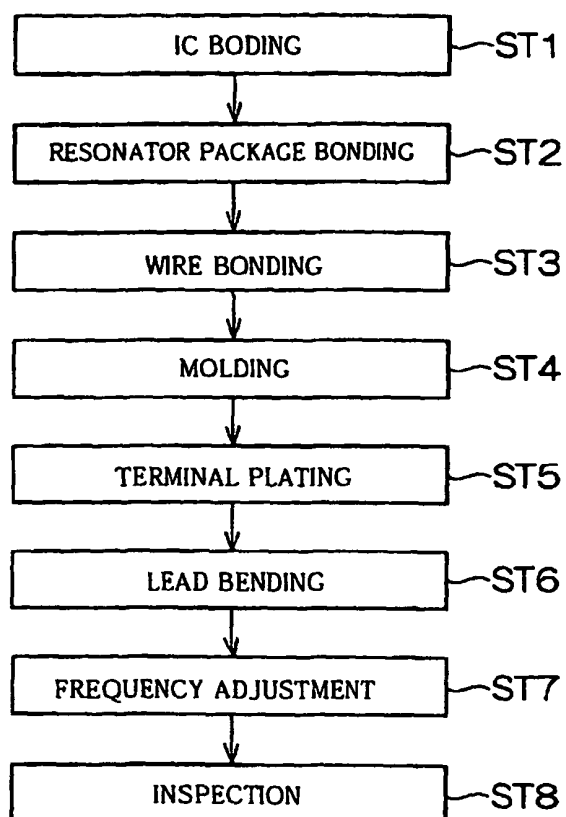 IC BODING ST1
RESONATOR PACKAGE BONDING ST2
WIRE BONDING ST3
MOLDING ST4
TERMINAL PLATING ST5
LEAD BENDING ST6
FREQUENCY ADJUSTMENT ST7
INSPECTION ST8